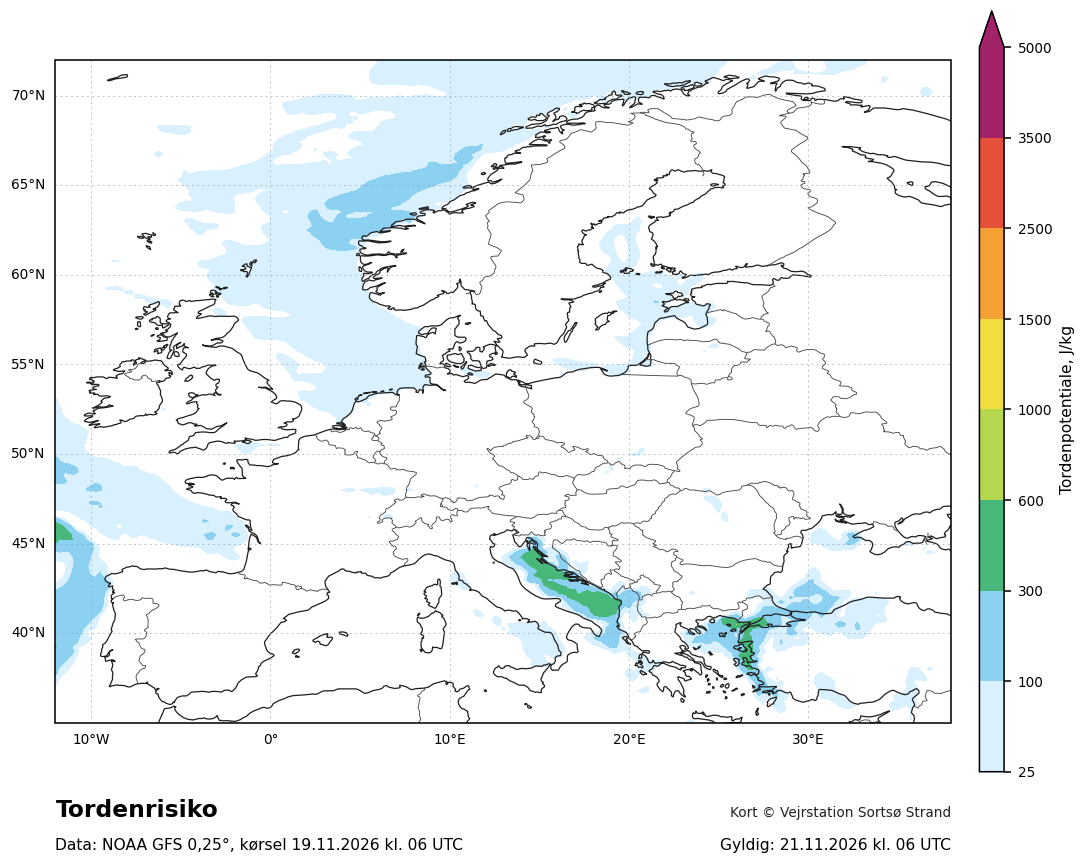 70°N
65°N
60°N
55°N
50°N
45°N
40°N
10°W
0°
10°E
20°E
30°E
5000
3500
2500
1500
1000
600
300
100
25
Tordenpotentiale, J/kg
Tordenrisiko
Kort © Vejrstation Sortsø Strand
Data: NOAA GFS 0,25°, kørsel 19.11.2026 kl. 06 UTC
Gyldig: 21.11.2026 kl. 06 UTC